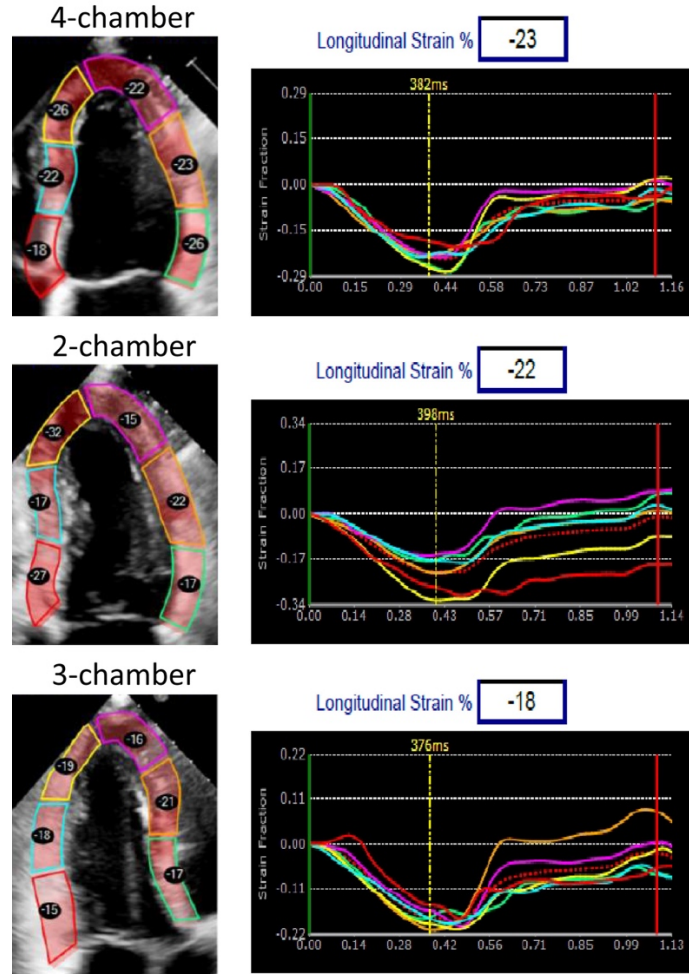 4-chamber
Longitudinal Strain % -23
-22
-26
-22
-23
-18
-26
382ms
Strain Fraction
0.29
0.15
0.00
-0.15
-0.29
0.00 0.15 0.29 0.44 0.58 0.73 0.87 1.02 1.16
2-chamber
Longitudinal Strain % -22
-32
-15
-17
-22
-27
-17
398ms
Strain Fraction
0.34
0.17
0.00
-0.17
-0.34
0.00 0.14 0.28 0.43 0.57 0.71 0.85 0.99 1.14
3-chamber
Longitudinal Strain % -18
-16
-19
-21
-18
-17
-15
376ms
Strain Fraction
0.22
0.11
0.00
-0.11
-0.22
0.00 0.14 0.28 0.42 0.56 0.71 0.85 0.99 1.13